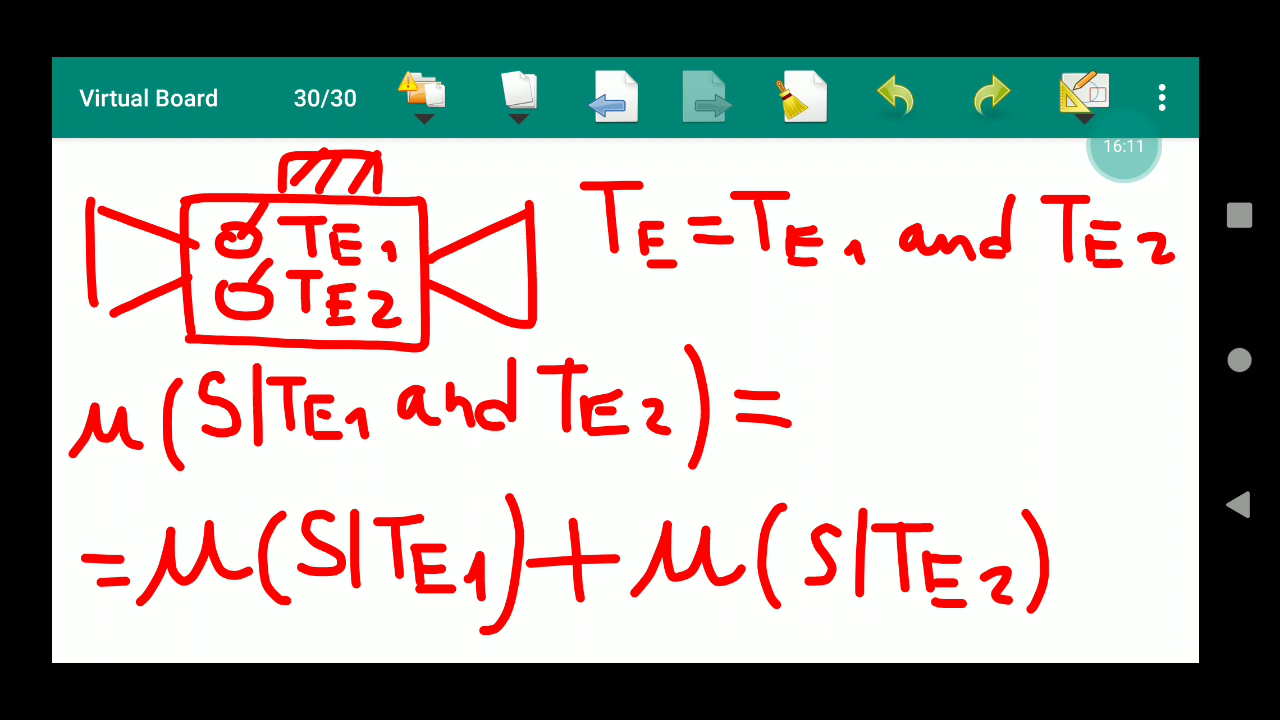 Virtual Board 30/30
16:11
TE1
TE2
TE = TE1 and TE2
μ(S|TE1 and TE2) =
= μ(S|TE1) + μ(S|TE2)